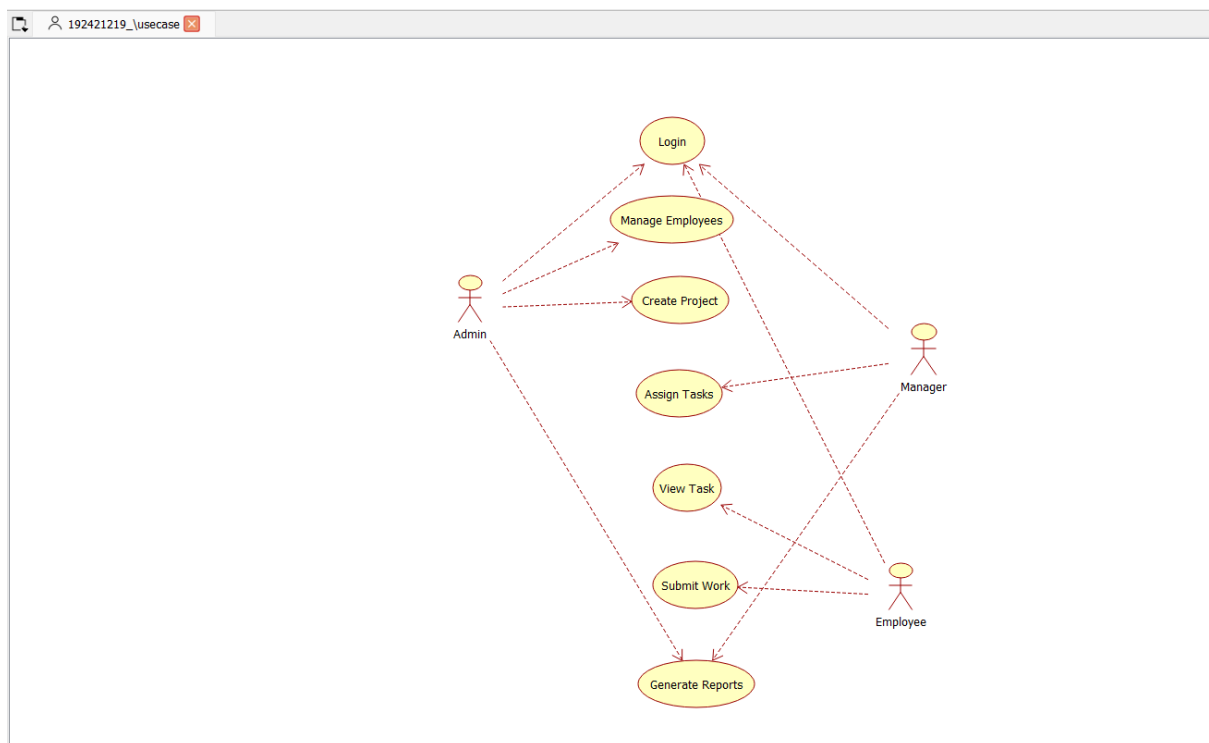 192421219_\usecase
Login
Manage Employees
Create Project
Admin
Manager
Assign Tasks
View Task
Submit Work
Employee
Generate Reports